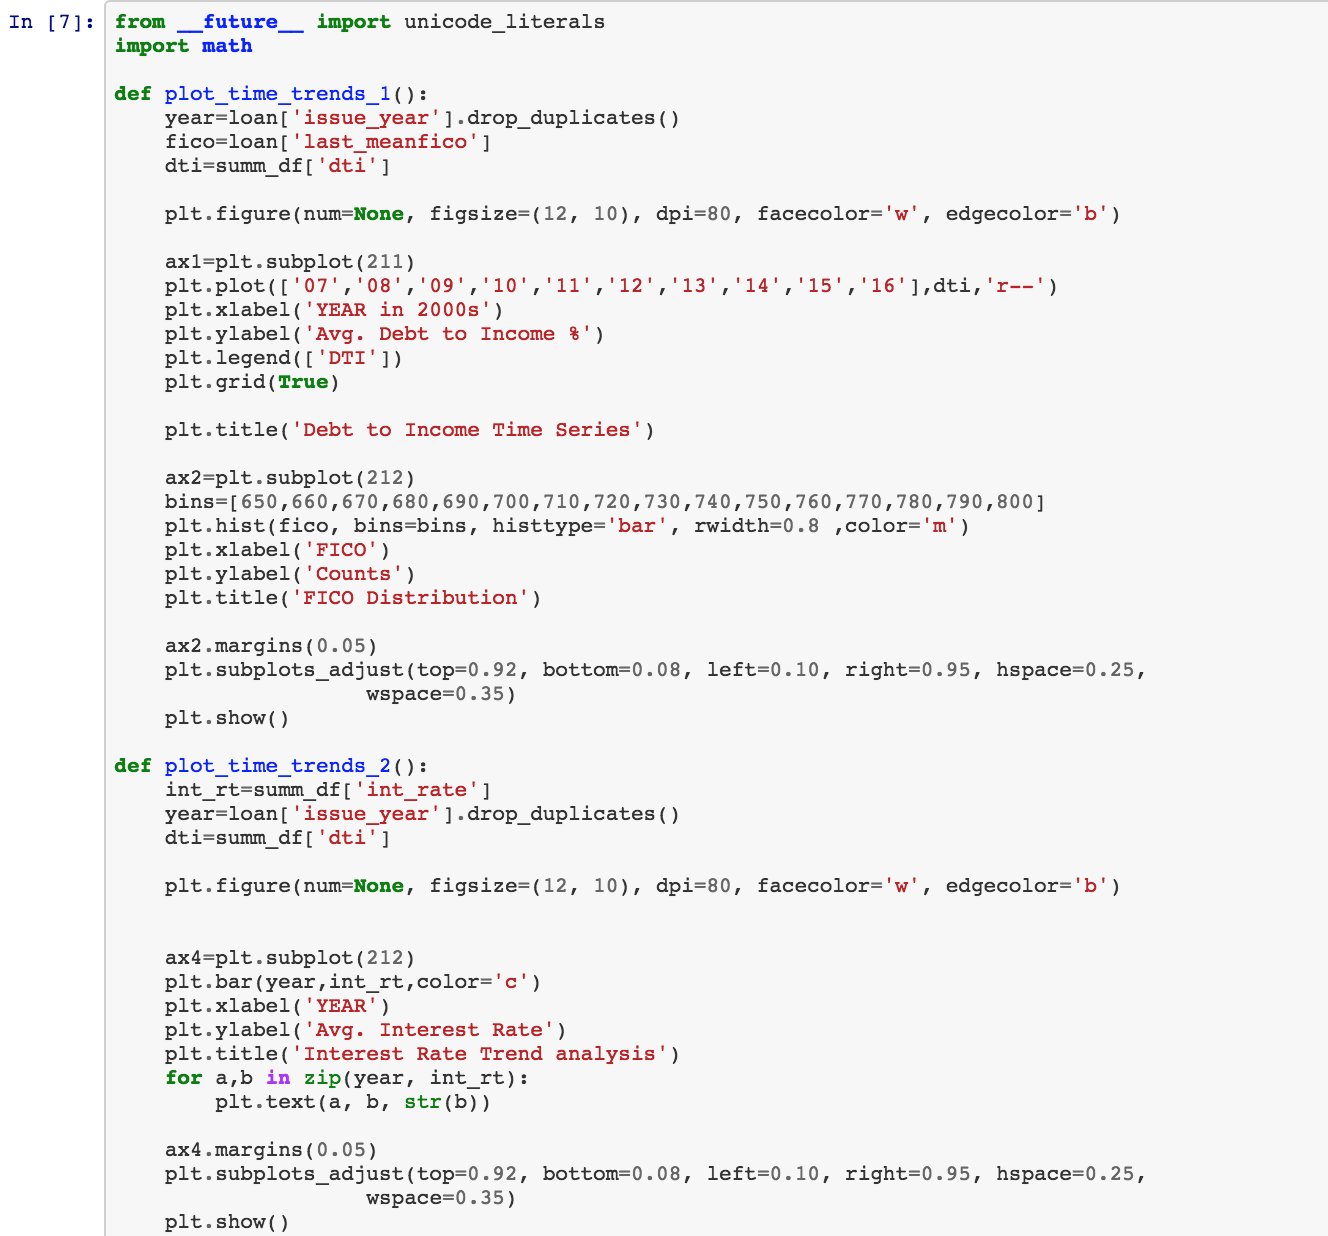 In [7]:
from __future__ import unicode_literals
import math

def plot_time_trends_1():
    year=loan['issue_year'].drop_duplicates()
    fico=loan['last_meanfico']
    dti=summ_df['dti']

    plt.figure(num=None, figsize=(12, 10), dpi=80, facecolor='w', edgecolor='b')

    ax1=plt.subplot(211)
    plt.plot(['07','08','09','10','11','12','13','14','15','16'],dti,'r--')
    plt.xlabel('YEAR in 2000s')
    plt.ylabel('Avg. Debt to Income %')
    plt.legend(['DTI'])
    plt.grid(True)

    plt.title('Debt to Income Time Series')

    ax2=plt.subplot(212)
    bins=[650,660,670,680,690,700,710,720,730,740,750,760,770,780,790,800]
    plt.hist(fico, bins=bins, histtype='bar', rwidth=0.8 ,color='m')
    plt.xlabel('FICO')
    plt.ylabel('Counts')
    plt.title('FICO Distribution')

    ax2.margins(0.05)
    plt.subplots_adjust(top=0.92, bottom=0.08, left=0.10, right=0.95, hspace=0.25,
                    wspace=0.35)
    plt.show()

def plot_time_trends_2():
    int_rt=summ_df['int_rate']
    year=loan['issue_year'].drop_duplicates()
    dti=summ_df['dti']

    plt.figure(num=None, figsize=(12, 10), dpi=80, facecolor='w', edgecolor='b')


    ax4=plt.subplot(212)
    plt.bar(year,int_rt,color='c')
    plt.xlabel('YEAR')
    plt.ylabel('Avg. Interest Rate')
    plt.title('Interest Rate Trend analysis')
    for a,b in zip(year, int_rt):
        plt.text(a, b, str(b))

    ax4.margins(0.05)
    plt.subplots_adjust(top=0.92, bottom=0.08, left=0.10, right=0.95, hspace=0.25,
                    wspace=0.35)
    plt.show()